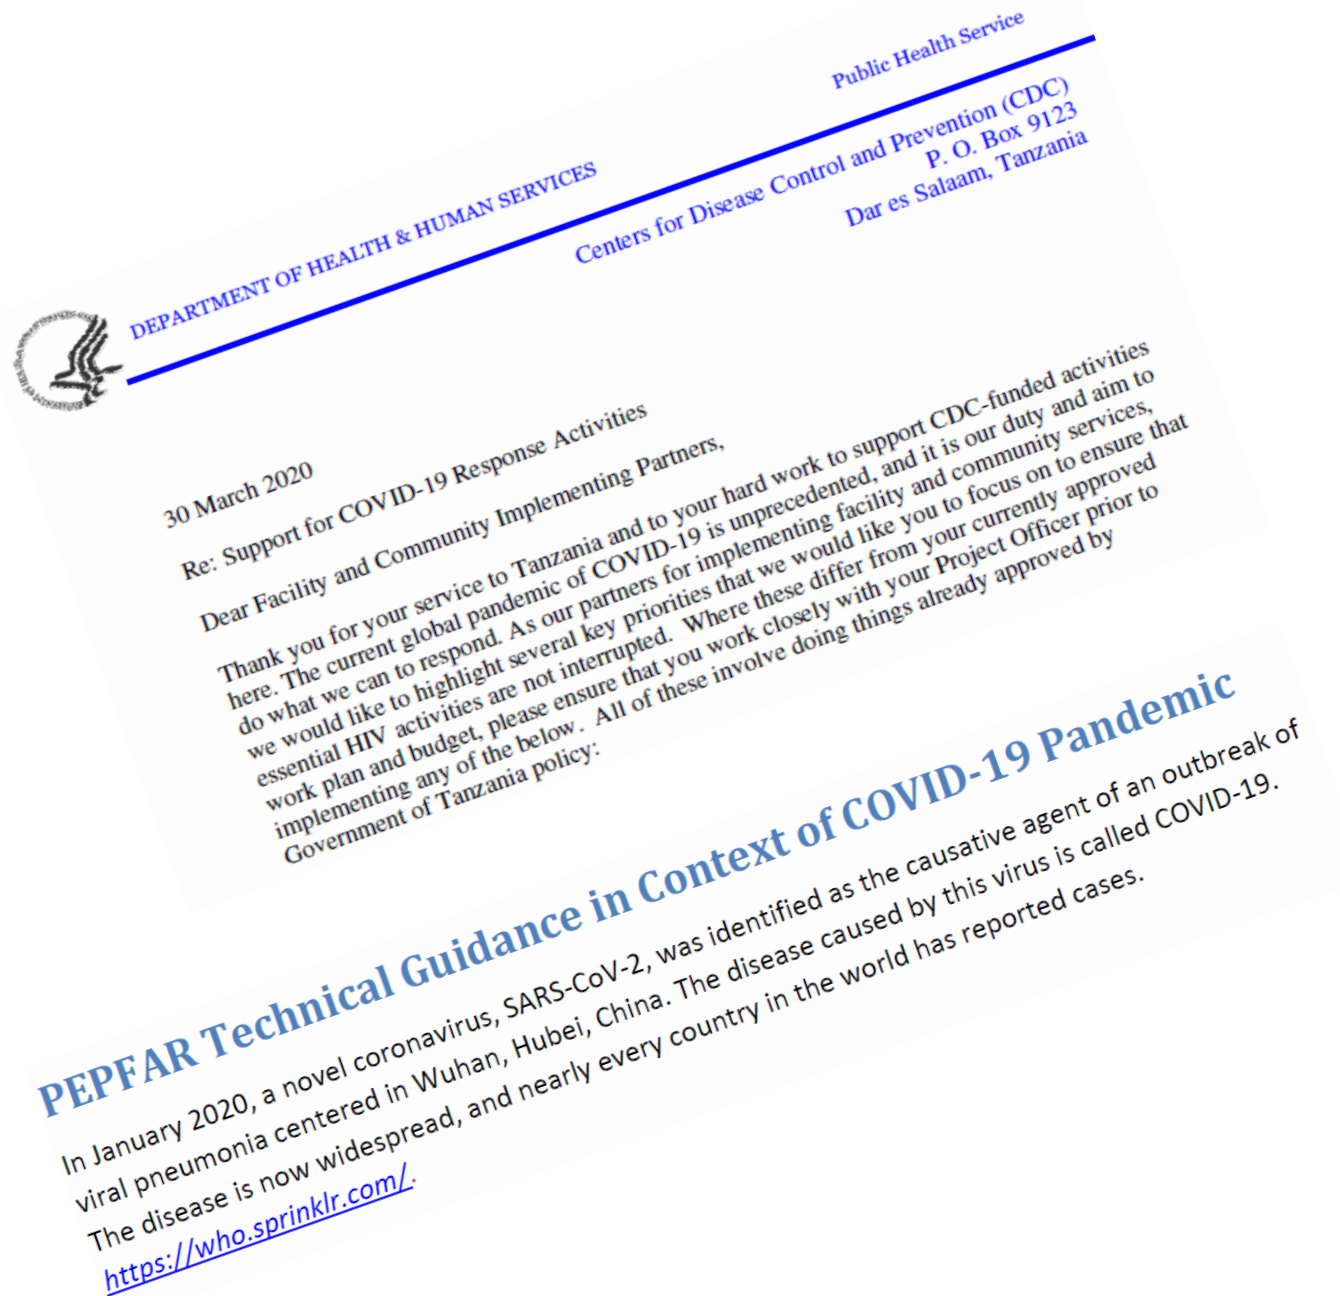 Public Health Service
DEPARTMENT OF HEALTH & HUMAN SERVICES
Centers for Disease Control and Prevention (CDC)
P. O. Box 9123
Dar es Salaam, Tanzania
30 March 2020
Re: Support for COVID-19 Response Activities
Dear Facility and Community Implementing Partners,
Thank you for your service to Tanzania and to your hard work to support CDC-funded activities
here. The current global pandemic of COVID-19 is unprecedented, and it is our duty and aim to
do what we can to respond. As our partners for implementing facility and community services,
we would like to highlight several key priorities that we would like you to focus on to ensure that
essential HIV activities are not interrupted.  Where these differ from your currently approved
work plan and budget, please ensure that you work closely with your Project Officer prior to
implementing any of the below.  All of these involve doing things already approved by
Government of Tanzania policy:
PEPFAR Technical Guidance in Context of COVID-19 Pandemic
In January 2020, a novel coronavirus, SARS-CoV-2, was identified as the causative agent of an outbreak of
viral pneumonia centered in Wuhan, Hubei, China. The disease caused by this virus is called COVID-19.
The disease is now widespread, and nearly every country in the world has reported cases.
https://who.sprinklr.com/.